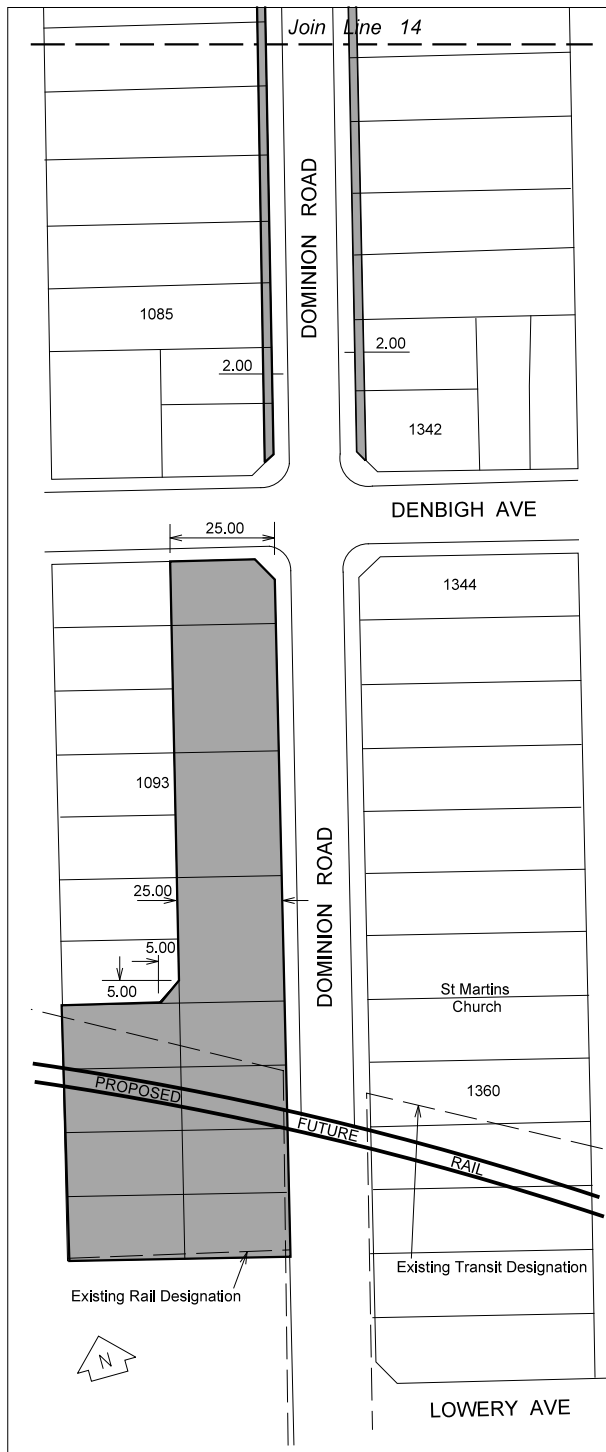 Join Line 14
DOMINION ROAD
1085
2.00
2.00
1342
DENBIGH AVE
25.00
1344
1093
DOMINION ROAD
25.00
5.00
5.00
St Martins
Church
PROPOSED FUTURE RAIL
1360
Existing Transit Designation
Existing Rail Designation
N
LOWERY AVE